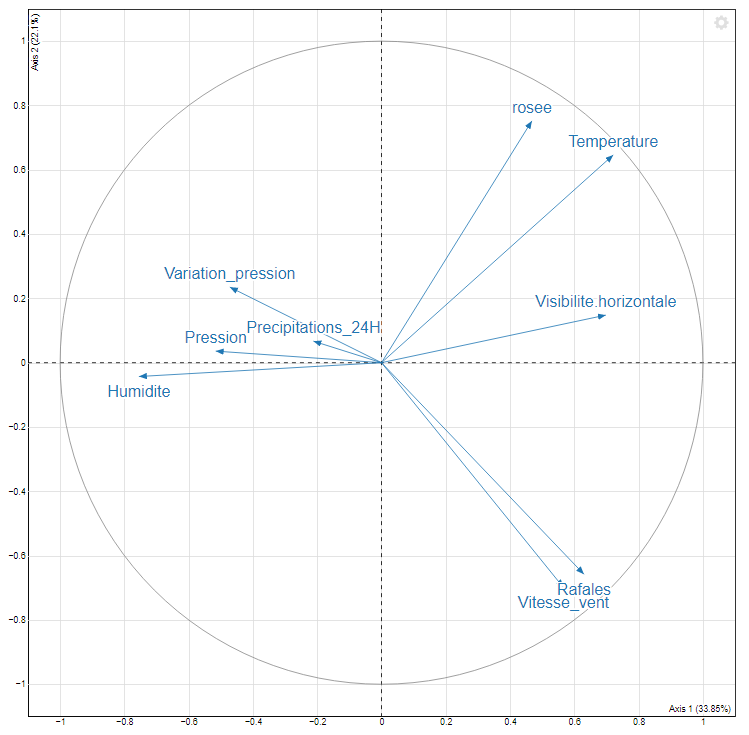 Axis 2 (22.1%)
1
rosee
0.8
Temperature
0.6
0.4
Variation_pression
0.2
Visibilite.horizontale
Precipitations_24H
Pression
0
Humidite
−0.2
−0.4
−0.6
Rafales
Vitesse_vent
−0.8
−1
Axis 1 (33.85%)
−1 −0.8 −0.6 −0.4 −0.2 0 0.2 0.4 0.6 0.8 1